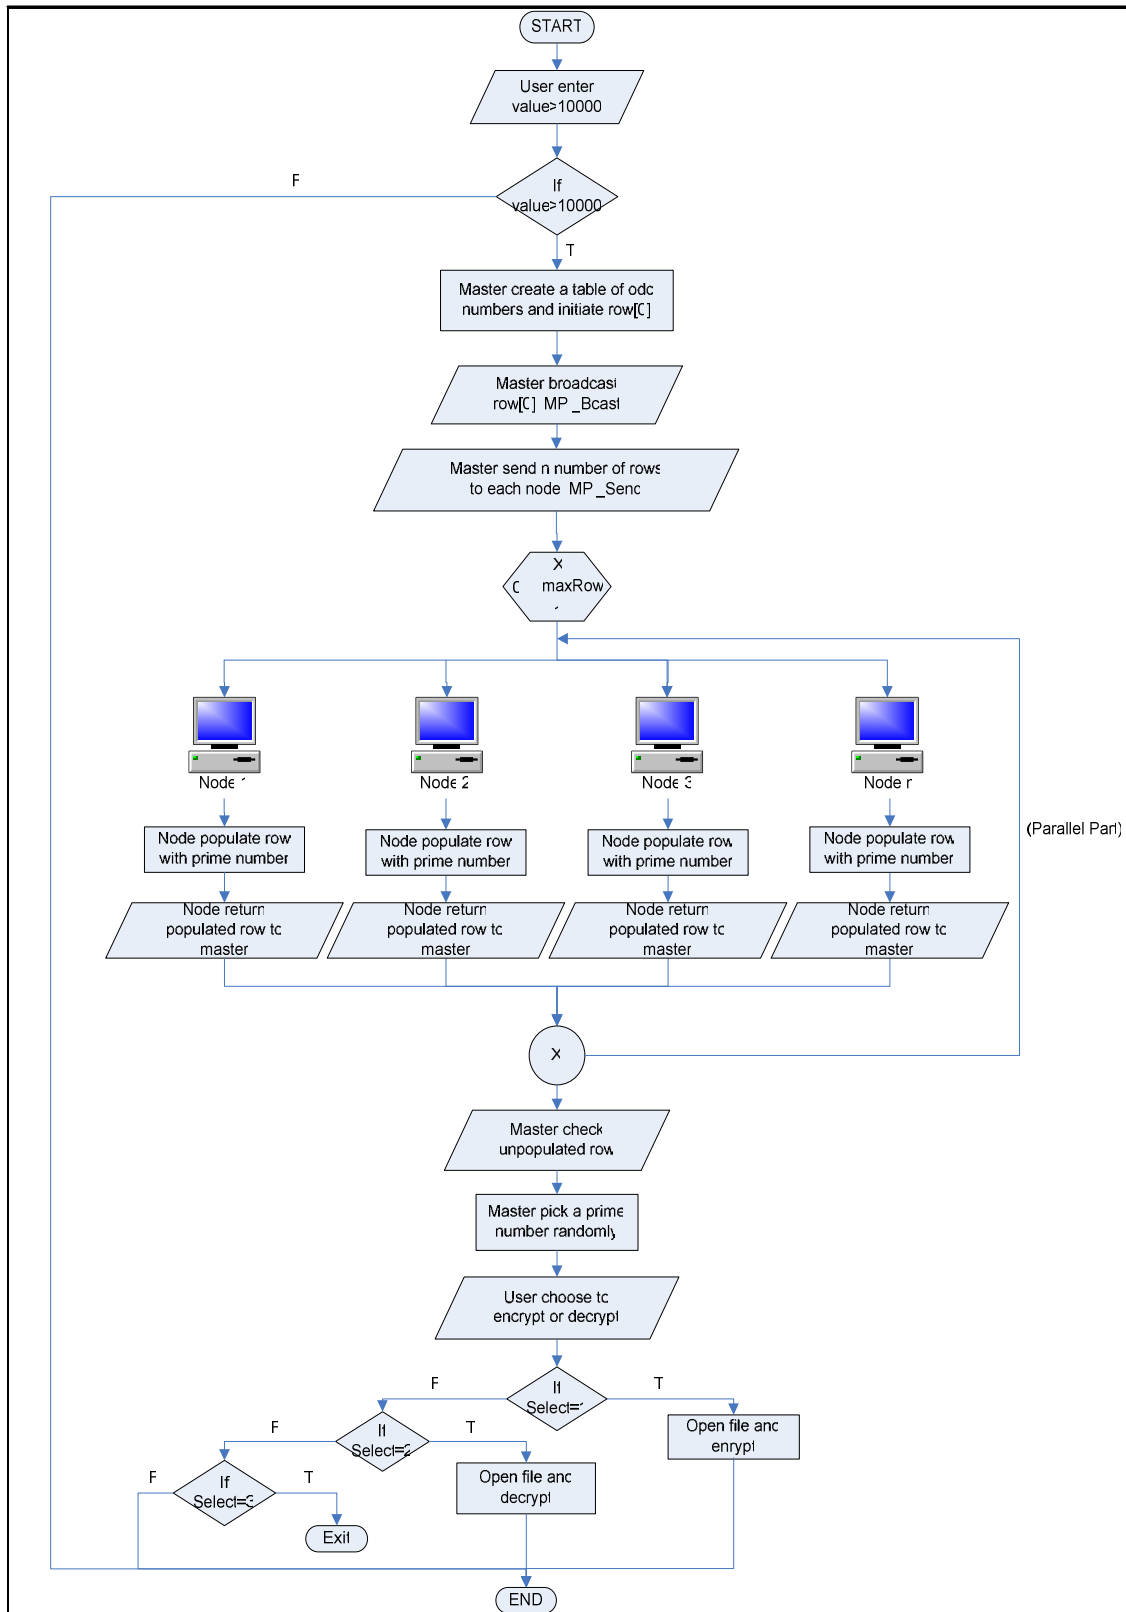 START
User enter
value>10000
If
value>10000
F
T
Master create a table of odd
numbers and initiate row[0]
Master broadcast
row[0] MPI_Bcast
Master send n number of rows
to each node MPI_Send
X
0 maxRow
1
Node 1
Node 2
Node 3
Node n
Node populate row
with prime number
Node populate row
with prime number
Node populate row
with prime number
Node populate row
with prime number
(Parallel Part)
Node return
populated row to
master
Node return
populated row to
master
Node return
populated row to
master
Node return
populated row to
master
X
Master check
unpopulated row
Master pick a prime
number randomly
User choose to
encrypt or decrypt
If
Select=1
F
T
Open file and
enrypt
If
Select=2
F
T
Open file and
decrypt
If
Select=3
F
T
Exit
END